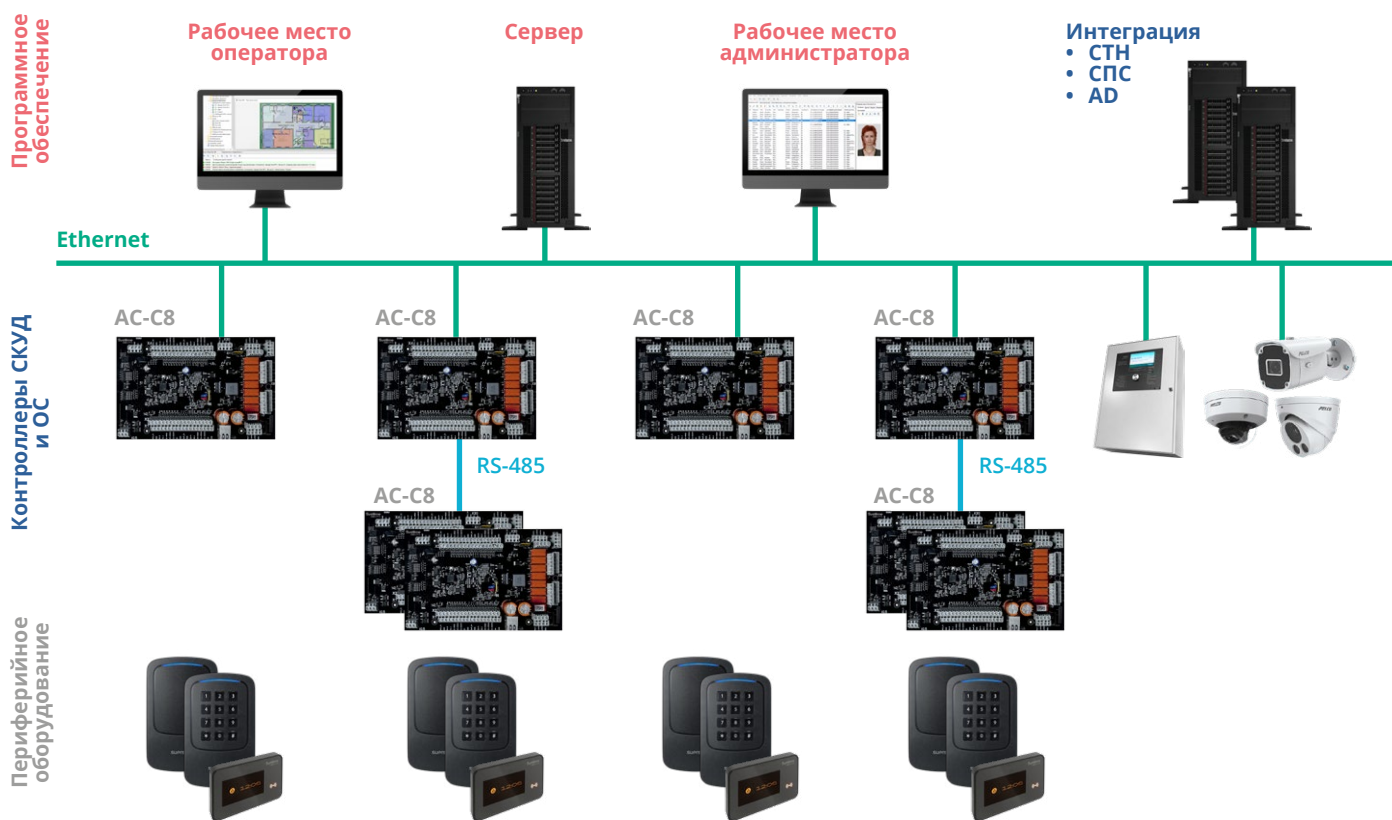 Программное
обеспечение
Рабочее место
оператора
Сервер
Рабочее место
администратора
Интеграция
• СТН
• СПС
• AD
Ethernet
Контроллеры СКУД
и ОС
AC-C8
AC-C8
AC-C8
AC-C8
RS-485
RS-485
AC-C8
AC-C8
Периферийное
оборудование